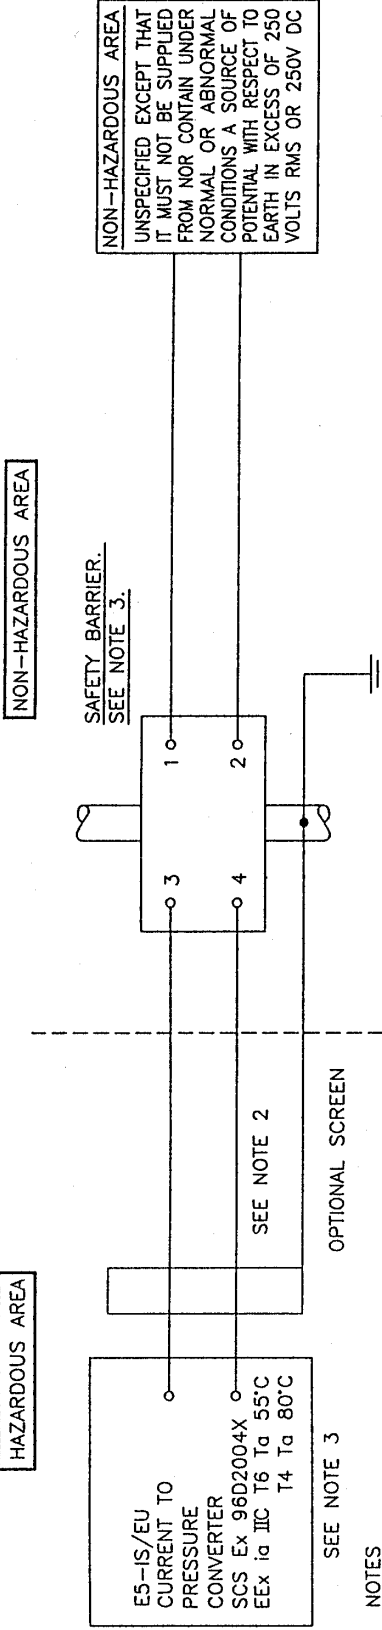 HAZARDOUS AREA
NON-HAZARDOUS AREA
E5-IS/EU
CURRENT TO
PRESSURE
CONVERTER
SCS Ex 96D2004X
EEx ia IIC T6 Ta 55°C
T4 Ta 80°C
SEE NOTE 3
NOTES
SEE NOTE 2
OPTIONAL SCREEN
SAFETY BARRIER.
SEE NOTE 3.
3
1
4
2
NON-HAZARDOUS AREA
UNSPECIFIED EXCEPT THAT
IT MUST NOT BE SUPPLIED
FROM NOR CONTAIN UNDER
NORMAL OR ABNORMAL
CONDITIONS A SOURCE OF
POTENTIAL WITH RESPECT TO
EARTH IN EXCESS OF 250
VOLTS RMS OR 250V DC